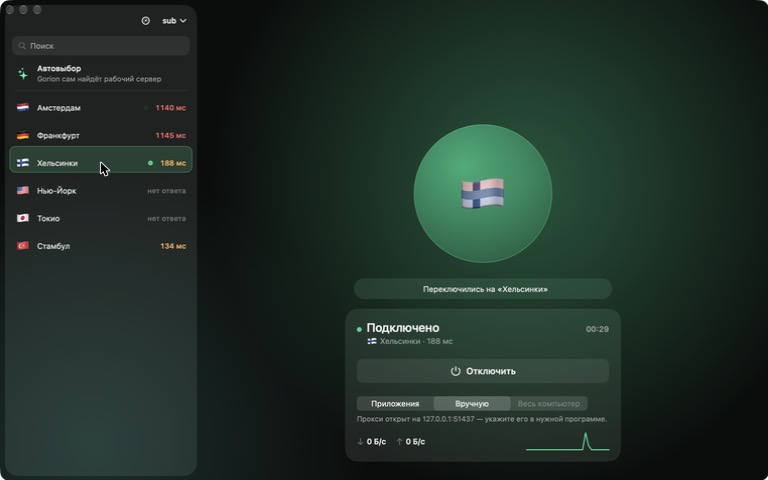 sub
Поиск
Автовыбор
Gorion сам найдёт рабочий сервер
Амстердам 1140 мс
Франкфурт 1145 мс
Хельсинки 188 мс
Нью-Йорк нет ответа
Токио нет ответа
Стамбул 134 мс
Переключились на «Хельсинки»
Подключено 00:29
Хельсинки · 188 мс
Отключить
Приложения Вручную Весь компьютер
Прокси открыт на 127.0.0.1:51437 — укажите его в нужной программе.
↓ 0 Б/с ↑ 0 Б/с